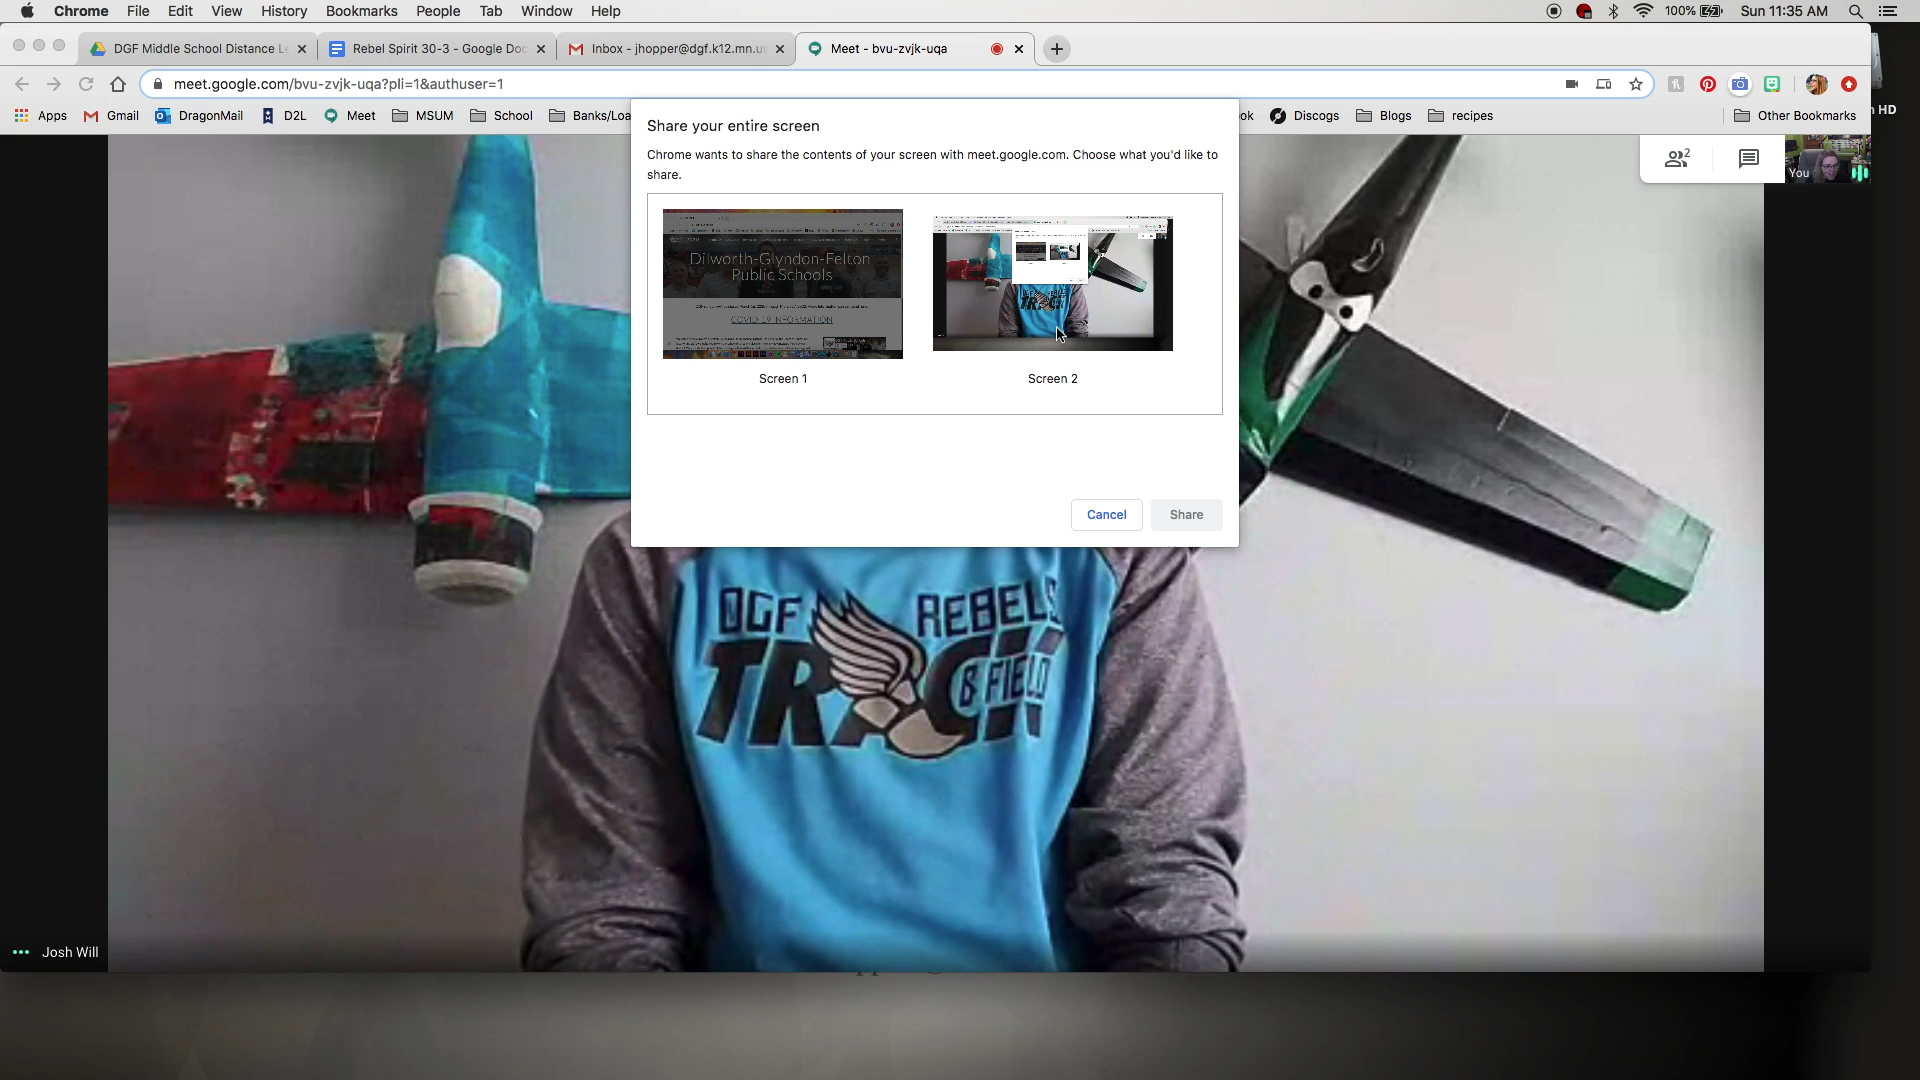 Chrome File Edit View History Bookmarks People Tab Window Help 100% Sun 11:35 AM
DGF Middle School Distance Le Rebel Spirit 30-3 - Google Doc Inbox - jhopper@dgf.k12.mn.us Meet - bvu-zvjk-uqa
meet.google.com/bvu-zvjk-uqa?pli=1&authuser=1
Apps Gmail DragonMail D2L Meet MSUM School Banks/Loa ok Discogs Blogs recipes Other Bookmarks
HD
Share your entire screen
Chrome wants to share the contents of your screen with meet.google.com. Choose what you'd like to
share.
2
You
Dilworth-Glyndon-Felton
Public Schools
COVID-19 INFORMATION
Screen 1 Screen 2
Cancel Share
DGF REBELS
TRACK
& FIELD
Josh Will